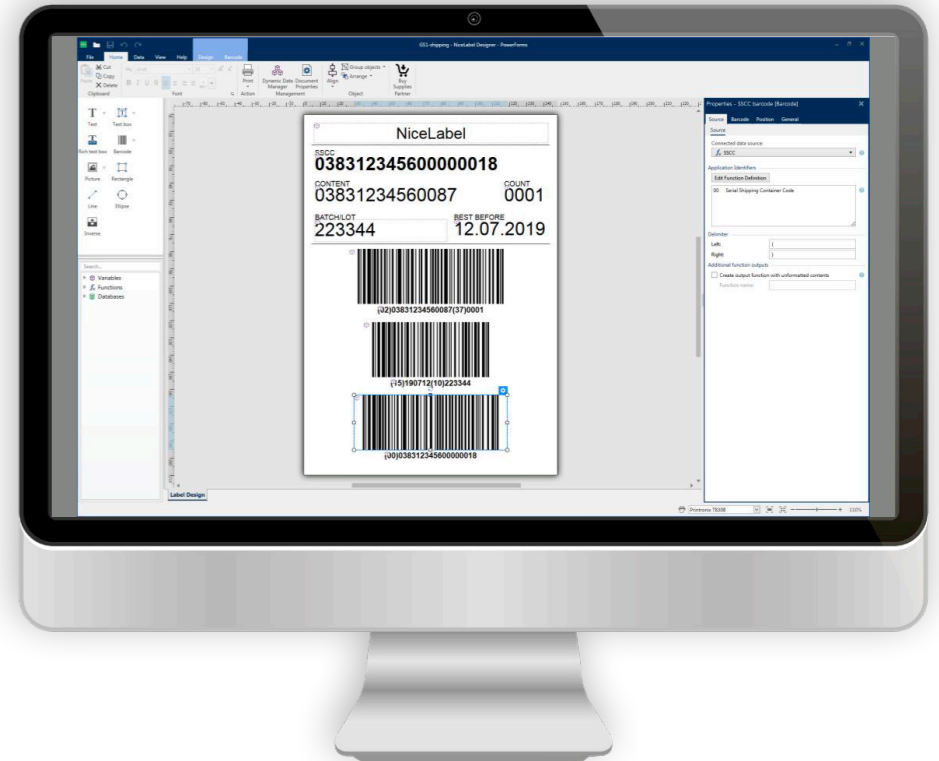 GS1-shipping - NiceLabel Designer - PowerForms
File Home Data View Help Design Barcode
Cut
Copy
Delete
Paste
Print
Dynamic Data Manager
Document Properties
Align
Group objects
Arrange
Buy Supplies
Clipboard Font Action Management Object Partner
Text Text box
Rich text box Barcode
Picture Rectangle
Line Ellipse
Inverse
Search...
Variables
Functions
Databases
NiceLabel
SSCC
038312345600000018
CONTENT COUNT
03831234560087 0001
BATCH/LOT BEST BEFORE
223344 12.07.2019
(02)03831234560087(37)0001
(15)190712(10)223344
(00)038312345600000018
Label Design
Properties - SSCC barcode [Barcode]
Source Barcode Position General
Source
Connected data source
SSCC
Application Identifiers
Edit Function Definition
00 Serial Shipping Container Code
Delimiter
Left: (
Right: )
Additional function outputs
Create output function with unformatted contents
Function name:
Printronix T8308
110%